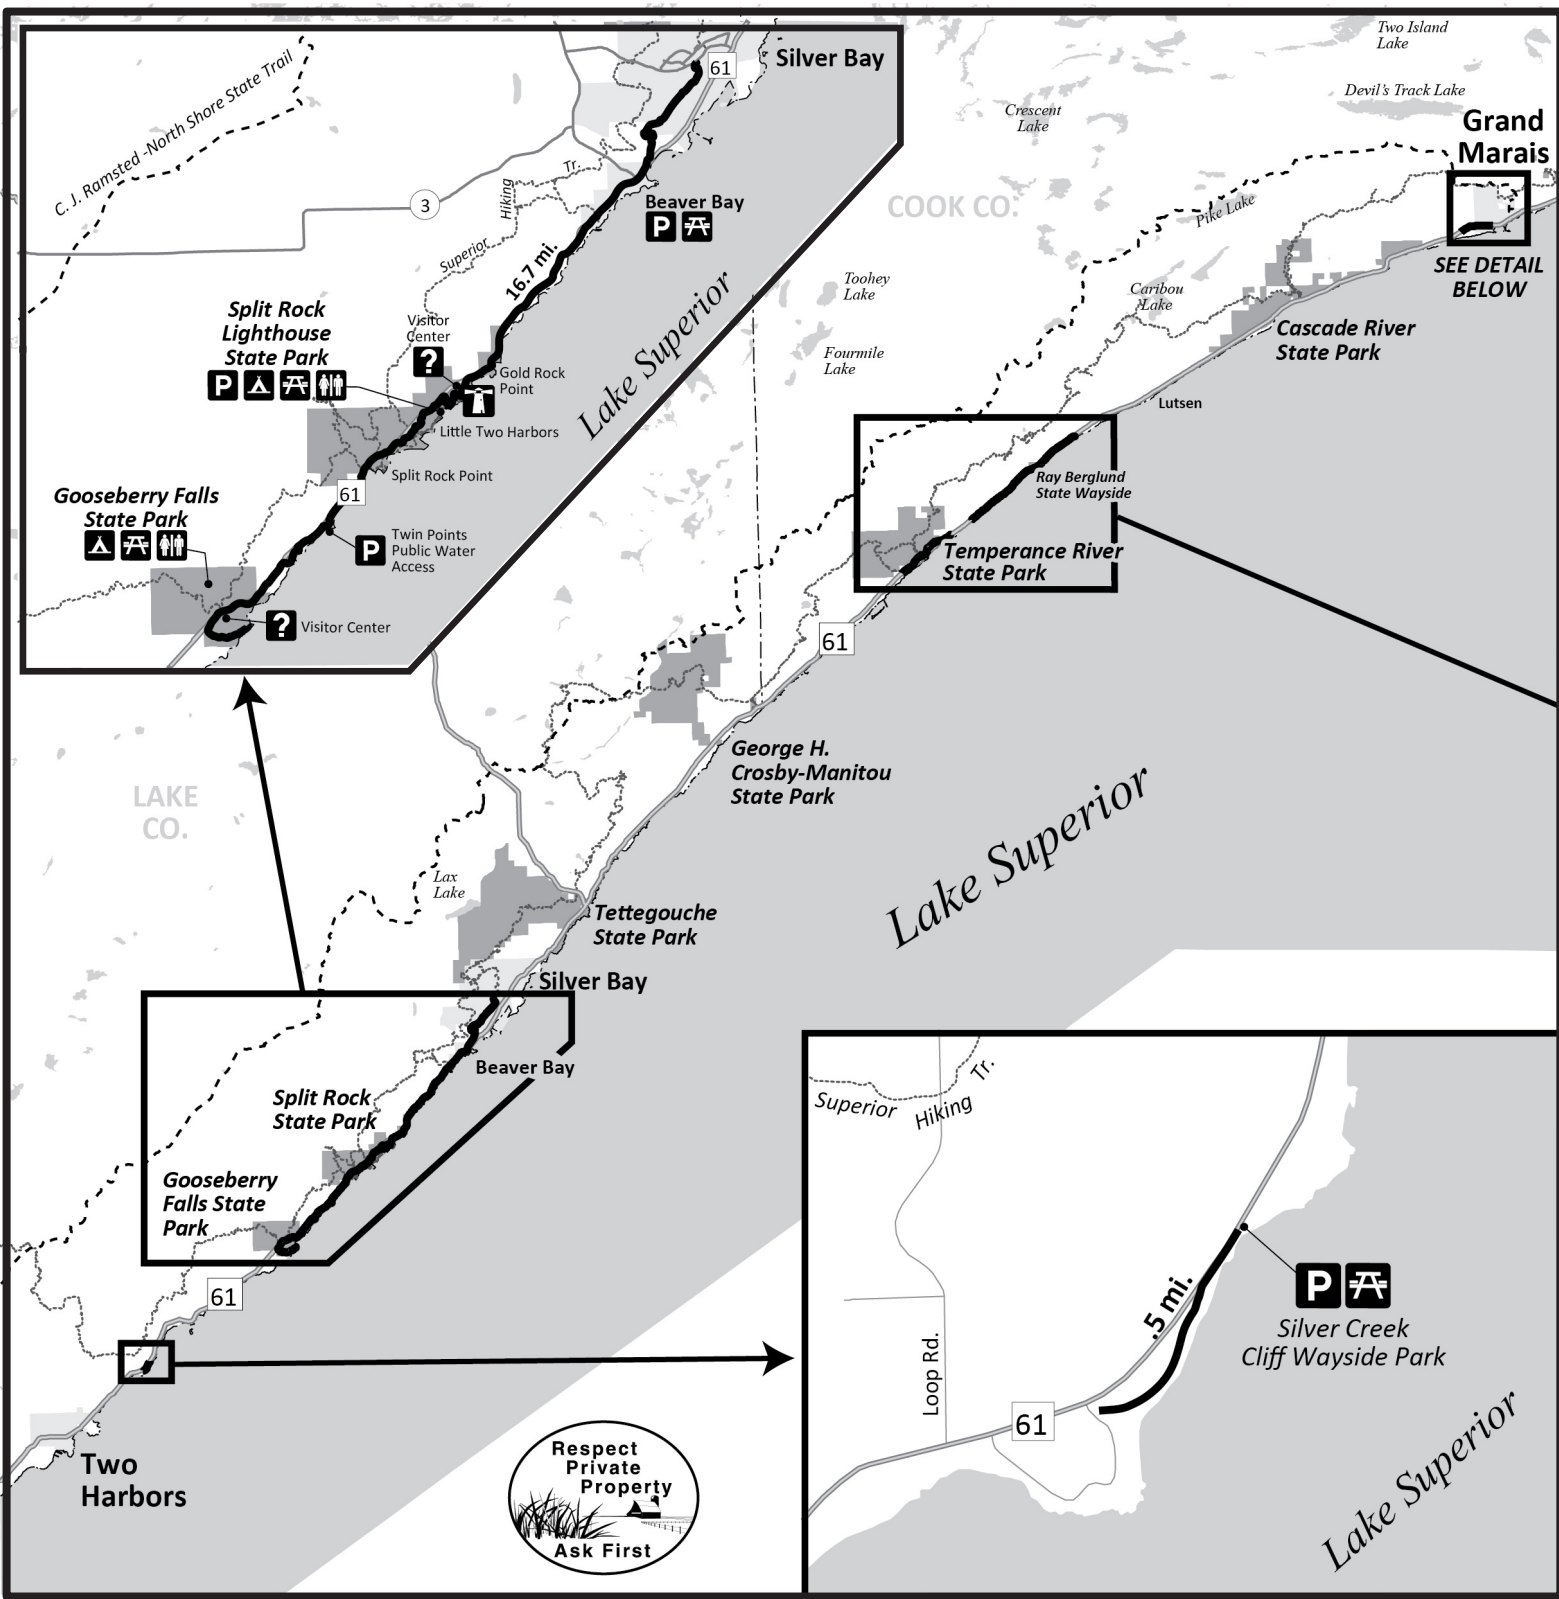 Silver Bay
61
C. J. Ramsted -North Shore State Trail
3
Hiking
Tr.
Superior
Beaver Bay
P
16.7 mi.
Lake Superior
Split Rock
Lighthouse
State Park
P
Visitor
Center
?
Gold Rock
Point
Little Two Harbors
Split Rock Point
61
Gooseberry Falls
State Park
P
Twin Points
Public Water
Access
?
Visitor Center
Two Island
Lake
Devil's Track Lake
Crescent
Lake
Grand
Marais
COOK CO.
Pike Lake
SEE DETAIL
BELOW
Toohey
Lake
Caribou
Lake
Cascade River
State Park
Fourmile
Lake
Lutsen
Ray Berglund
State Wayside
Temperance River
State Park
61
George H.
Crosby-Manitou
State Park
LAKE
CO.
Lake Superior
Lax
Lake
Tettegouche
State Park
Silver Bay
Beaver Bay
Split Rock
State Park
Gooseberry
Falls State
Park
61
Two
Harbors
Respect
Private
Property
Ask First
Superior
Hiking
Tr.
.5 mi.
P
Silver Creek
Cliff Wayside Park
Loop Rd.
61
Lake Superior